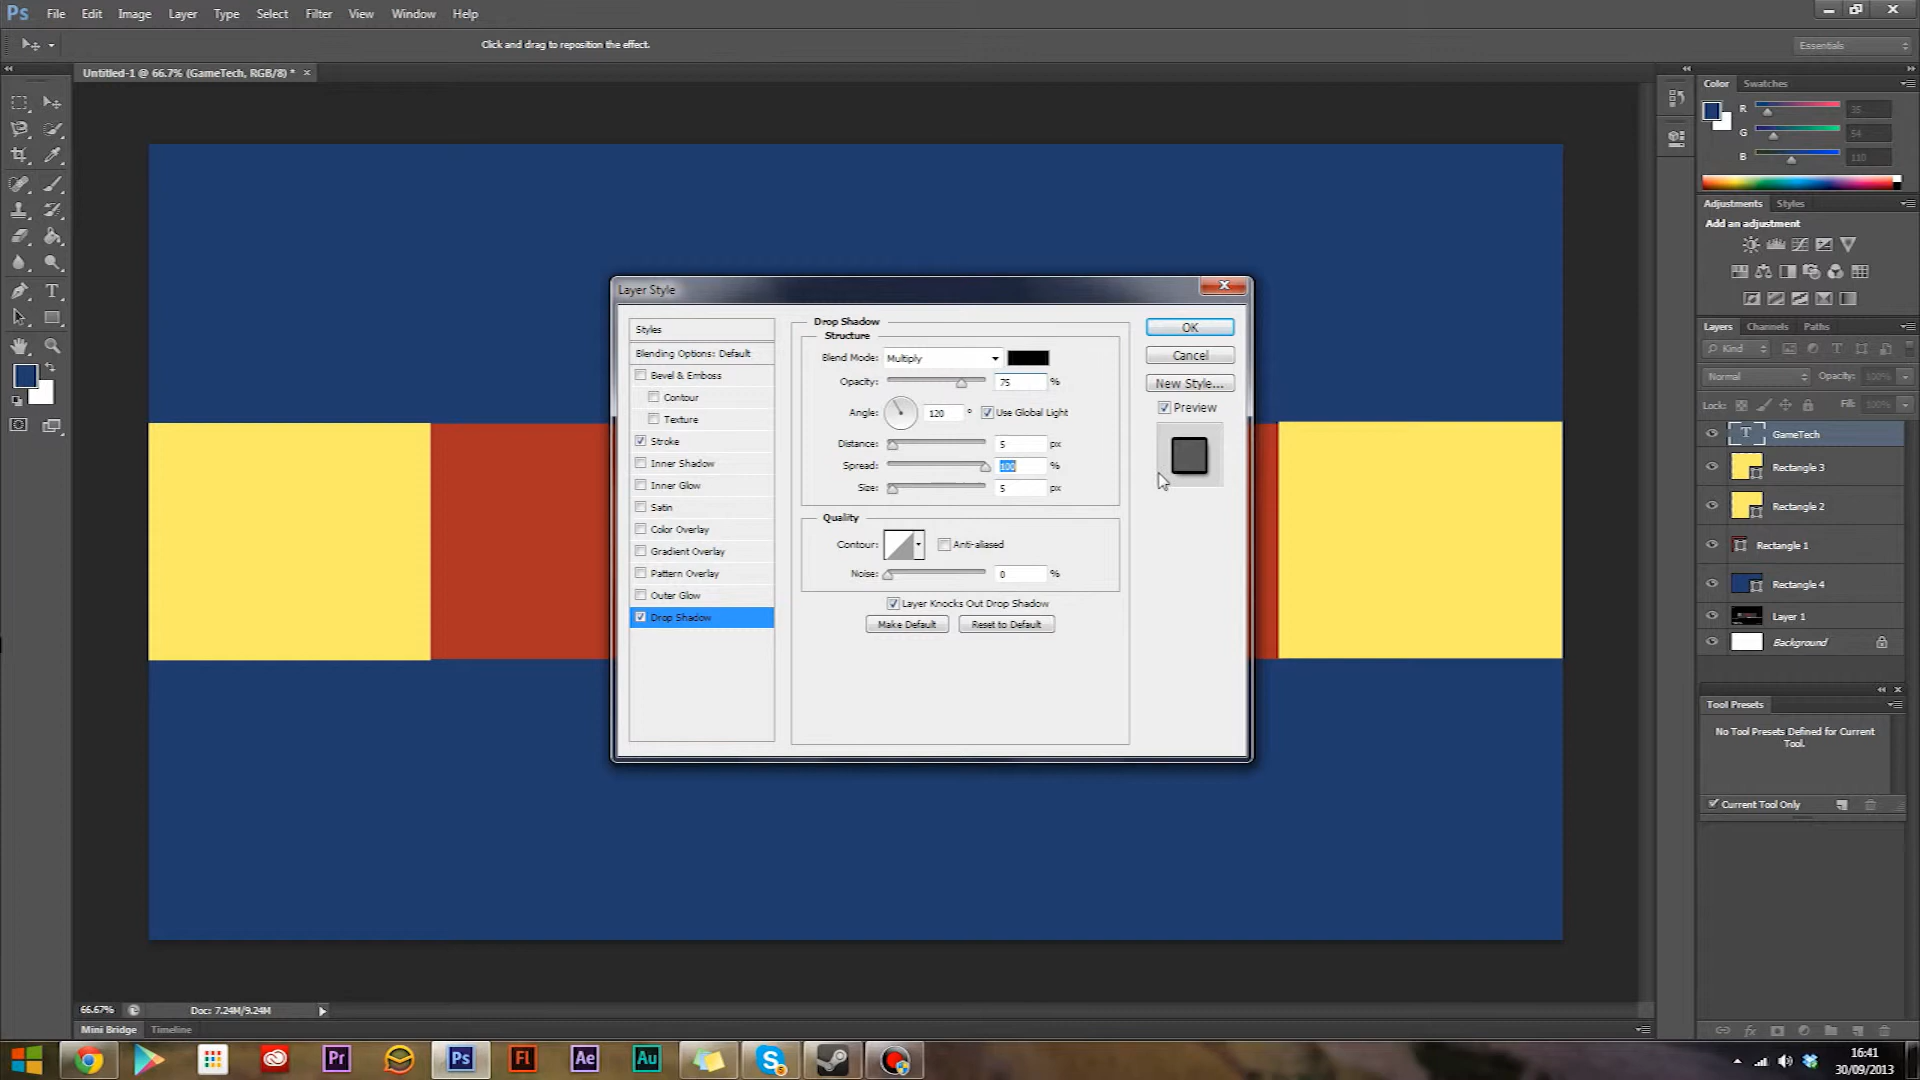 Ps File Edit Image Layer Type Select Filter View Window Help
Click and drag to reposition the effect.
Essentials
Untitled-1 @ 66.7% (GameTech, RGB/8) * ×
Color Swatches
R 35
G 54
B 110
Adjustments Styles
Add an adjustment
Layers Channels Paths
Kind
Normal Opacity: 100%
Lock: Fill: 100%
GameTech
Rectangle 3
Rectangle 2
Rectangle 1
Rectangle 4
Layer 1
Background
Tool Presets
No Tool Presets Defined for Current
Tool.
Current Tool Only
Layer Style
Styles
Blending Options: Default
Bevel & Emboss
Contour
Texture
Stroke
Inner Shadow
Inner Glow
Satin
Color Overlay
Gradient Overlay
Pattern Overlay
Outer Glow
Drop Shadow
Drop Shadow
Structure
Blend Mode: Multiply
Opacity: 75 %
Angle: 120 ° Use Global Light
Distance: 5 px
Spread: 100 %
Size: 5 px
Quality
Contour: Anti-aliased
Noise: 0 %
Layer Knocks Out Drop Shadow
Make Default Reset to Default
OK
Cancel
New Style...
Preview
66.67% Doc: 7.24M/9.24M
Mini Bridge Timeline
Pr Ps Fl Ae Au
16:41
30/09/2013